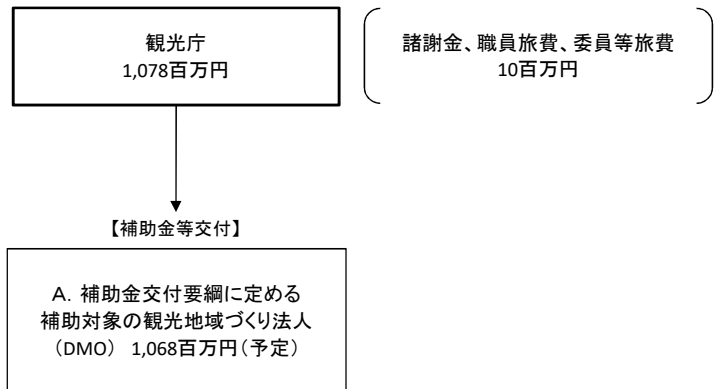 観光庁
1,078百万円
諸謝金、職員旅費、委員等旅費
10百万円
【補助金等交付】
A. 補助金交付要綱に定める
補助対象の観光地域づくり法人
(DMO) 1,068百万円(予定)